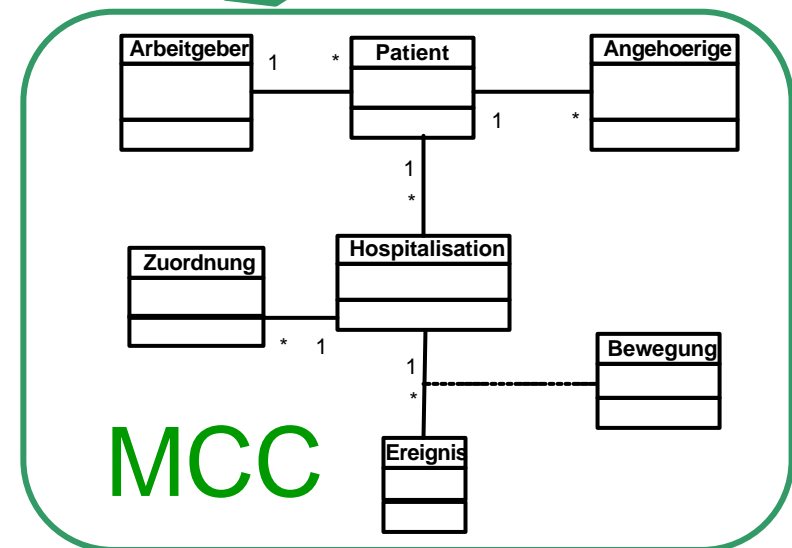 Arbeitgeber
1
*
Patient
Angehoerige
1
*
1
*
Zuordnung
Hospitalisation
*
1
1
*
Bewegung
Ereignis
MCC